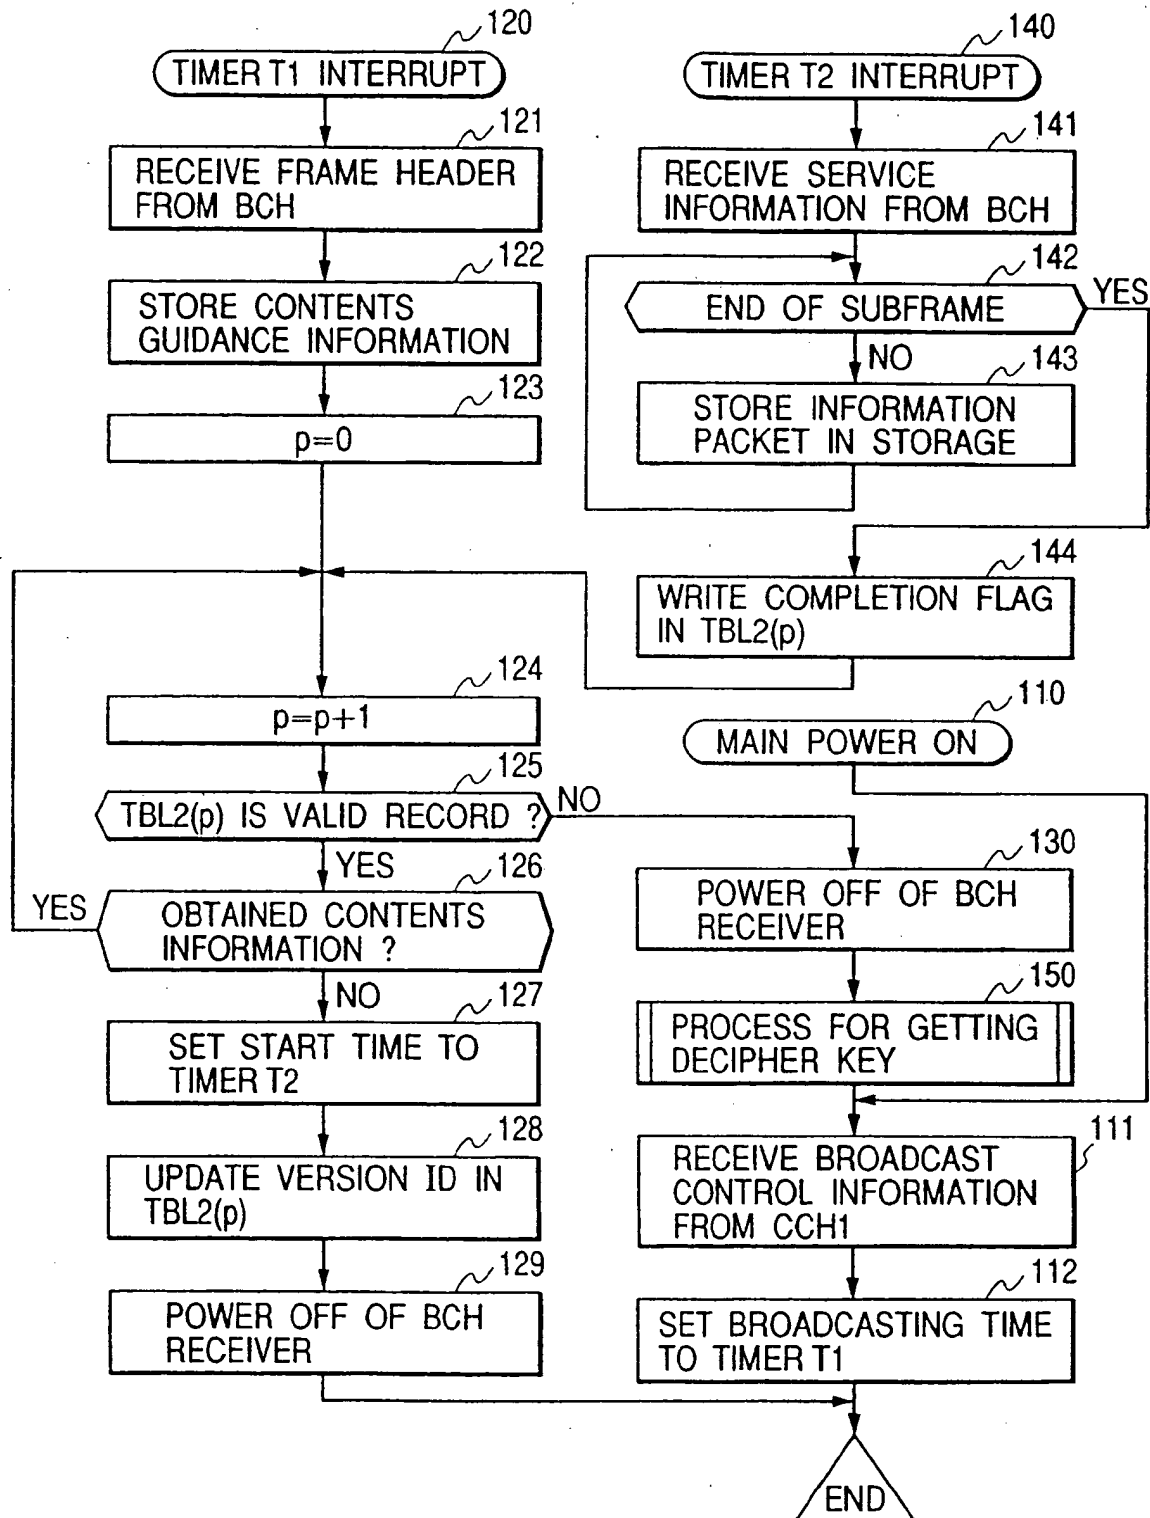 120
TIMER T1 INTERRUPT
121
RECEIVE FRAME HEADER
FROM BCH
122
STORE CONTENTS
GUIDANCE INFORMATION
123
p=0
124
p=p+1
125
TBL2(p) IS VALID RECORD ?
NO
YES
126
YES
OBTAINED CONTENTS
INFORMATION ?
NO
127
SET START TIME TO
TIMER T2
128
UPDATE VERSION ID IN
TBL2(p)
129
POWER OFF OF BCH
RECEIVER
140
TIMER T2 INTERRUPT
141
RECEIVE SERVICE
INFORMATION FROM BCH
142
END OF SUBFRAME
YES
NO
143
STORE INFORMATION
PACKET IN STORAGE
144
WRITE COMPLETION FLAG
IN TBL2(p)
110
MAIN POWER ON
130
POWER OFF OF BCH
RECEIVER
150
PROCESS FOR GETTING
DECIPHER KEY
111
RECEIVE BROADCAST
CONTROL INFORMATION
FROM CCH1
112
SET BROADCASTING TIME
TO TIMER T1
END